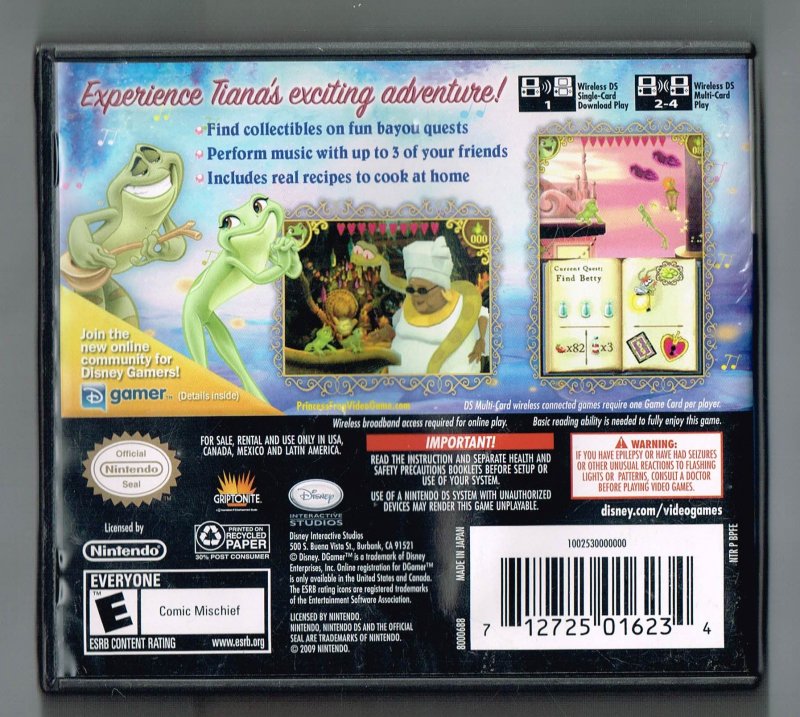 Experience Tiana's exciting adventure!
Find collectibles on fun bayou quests
Perform music with up to 3 of your friends
Includes real recipes to cook at home
1
Wireless DS
Single-Card
Download Play
2-4
Wireless DS
Multi-Card
Play
000
Current Quest:
Find Betty
x82
x3
Join the
new online
community for
Disney Gamers!
D gamer™ (Details inside)
PrincessFrogVideoGame.com
DS Multi-Card wireless connected games require one Game Card per player.
Wireless broadband access required for online play. Basic reading ability is needed to fully enjoy this game.
Official
Nintendo
Seal
FOR SALE, RENTAL AND USE ONLY IN USA,
CANADA, MEXICO AND LATIN AMERICA.
GRIPTONITE
Disney
INTERACTIVE
STUDIOS
IMPORTANT!
READ THE INSTRUCTION AND SEPARATE HEALTH AND
SAFETY PRECAUTIONS BOOKLETS BEFORE SETUP OR
USE OF YOUR SYSTEM.
USE OF A NINTENDO DS SYSTEM WITH UNAUTHORIZED
DEVICES MAY RENDER THIS GAME UNPLAYABLE.
WARNING:
IF YOU HAVE EPILEPSY OR HAVE HAD SEIZURES
OR OTHER UNUSUAL REACTIONS TO FLASHING
LIGHTS OR PATTERNS, CONSULT A DOCTOR
BEFORE PLAYING VIDEO GAMES.
disney.com/videogames
Licensed by
Nintendo
PRINTED ON
RECYCLED
PAPER
30% POST CONSUMER
Disney Interactive Studios
500 S. Buena Vista St., Burbank, CA 91521
© Disney. DGamer™ is a trademark of Disney
Enterprises, Inc. Online registration for DGamer™
is only available in the United States and Canada.
The ESRB rating icons are registered trademarks
of the Entertainment Software Association.
LICENSED BY NINTENDO.
NINTENDO, NINTENDO DS AND THE OFFICIAL
SEAL ARE TRADEMARKS OF NINTENDO.
© 2009 NINTENDO.
EVERYONE
E
Comic Mischief
ESRB CONTENT RATING www.esrb.org
MADE IN JAPAN
8000688
1002530000000
7 12725 01623 4
NTR P BPFE